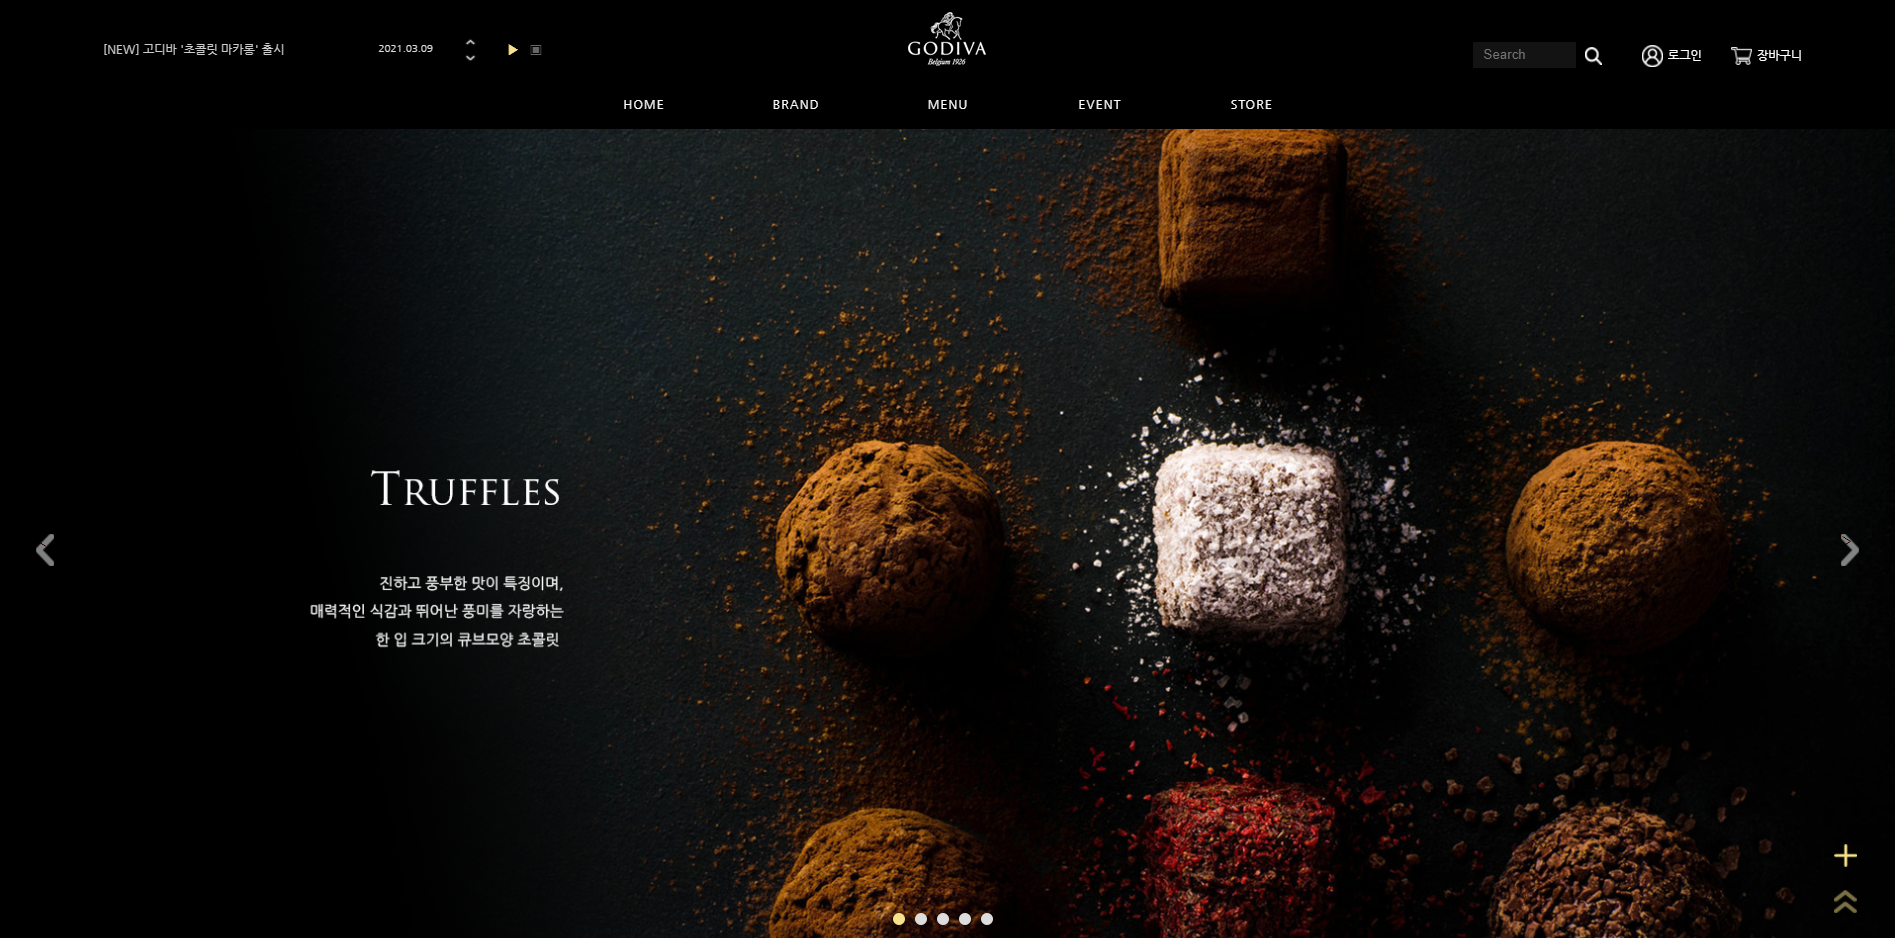 [NEW] 고디바 '초콜릿 마카롱' 출시
2021.03.09
GODIVA
Belgium 1926
Search
로그인
장바구니
HOME
BRAND
MENU
EVENT
STORE
TRUFFLES
진하고 풍부한 맛이 특징이며,
매력적인 식감과 뛰어난 풍미를 자랑하는
한 입 크기의 큐브모양 초콜릿